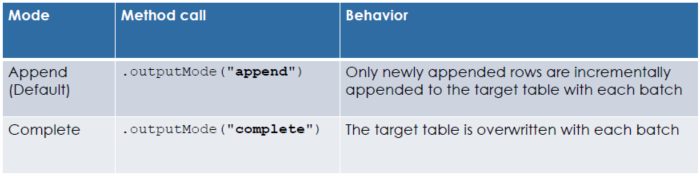 Mode Method call Behavior
Append .outputMode("append") Only newly appended rows are incrementally
(Default) appended to the target table with each batch
Complete .outputMode("complete") The target table is overwritten with each batch